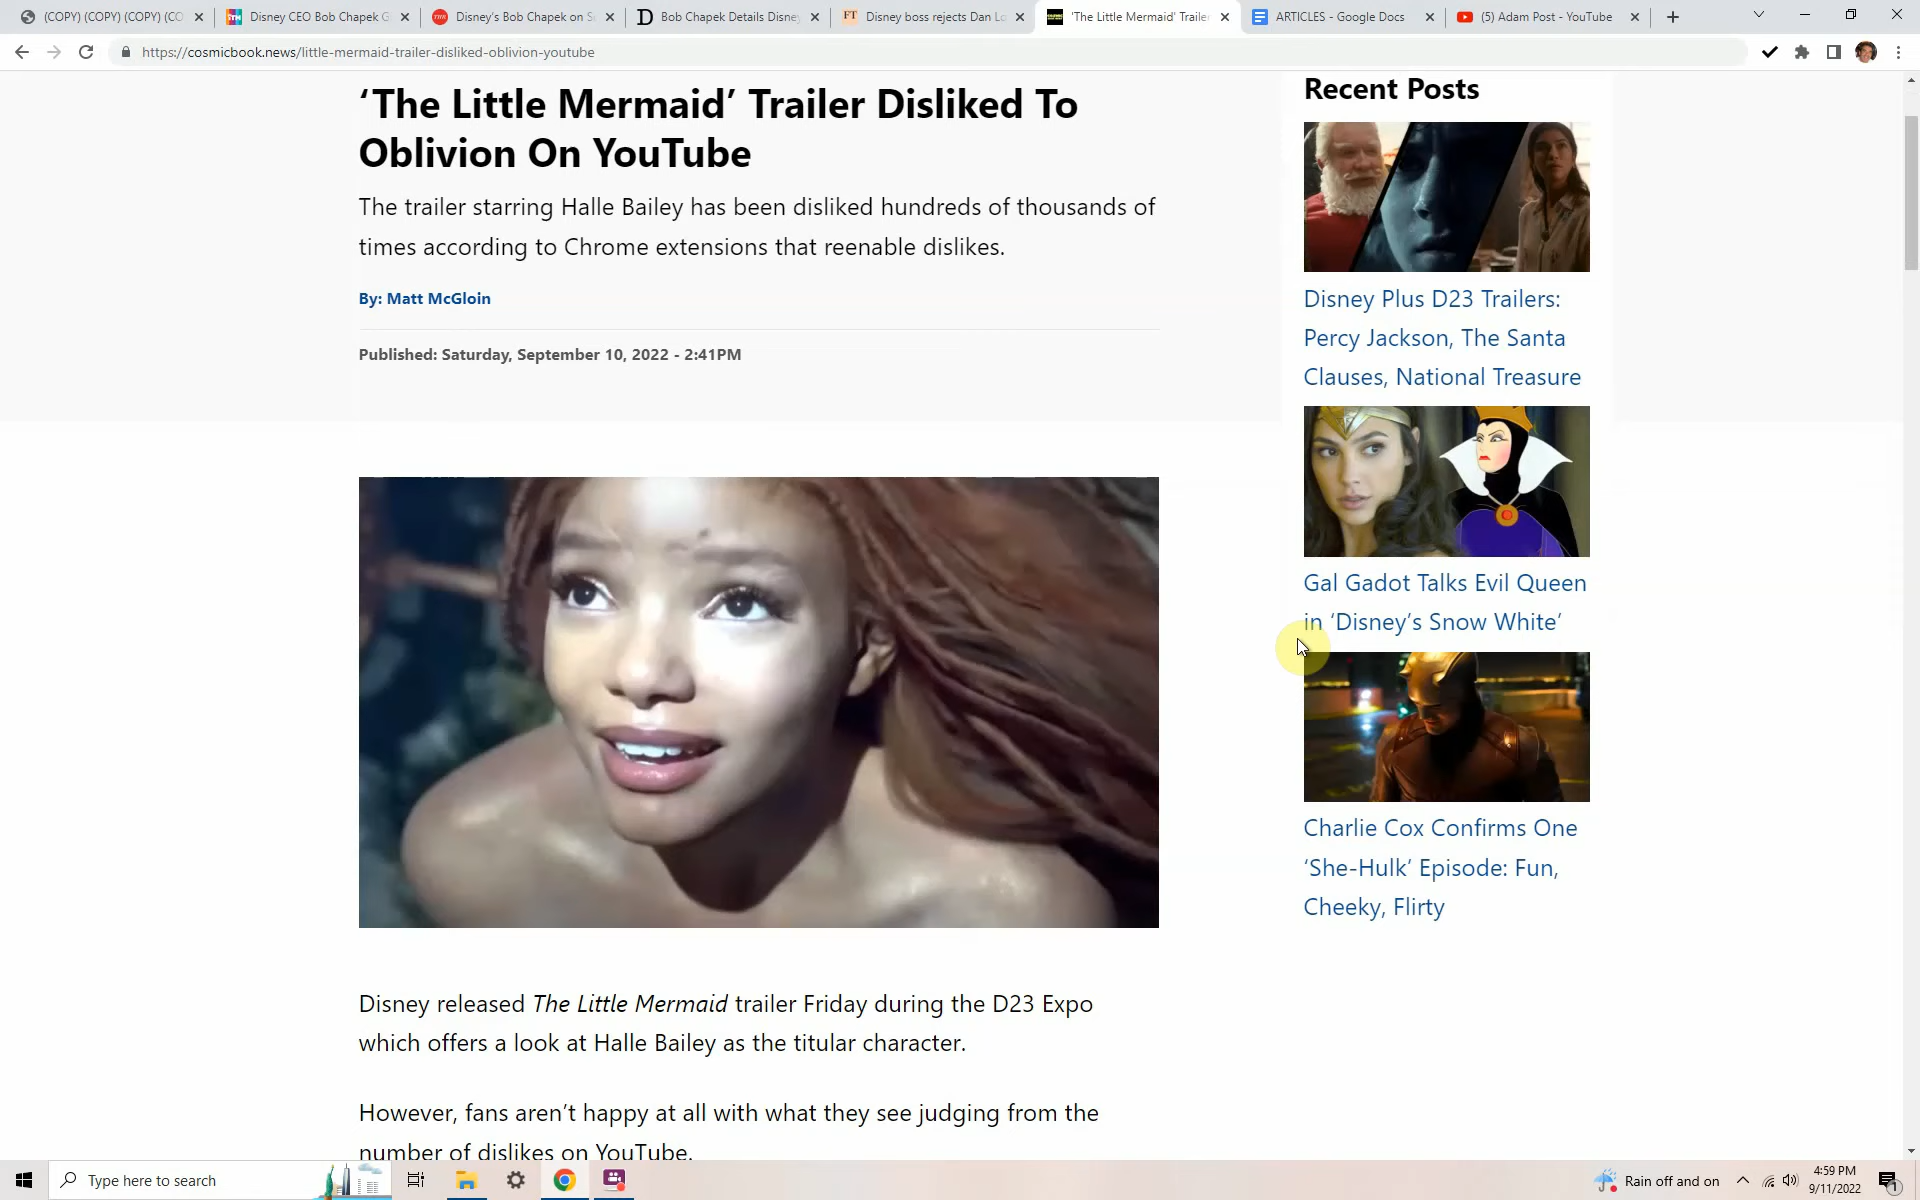 (COPY) (COPY) (COPY) (CO
Disney CEO Bob Chapek G
Disney's Bob Chapek on S
Bob Chapek Details Disney
Disney boss rejects Dan Lo
'The Little Mermaid' Trailer
ARTICLES - Google Docs
(5) Adam Post - YouTube
https://cosmicbook.news/little-mermaid-trailer-disliked-oblivion-youtube
‘The Little Mermaid’ Trailer Disliked To
Oblivion On YouTube
The trailer starring Halle Bailey has been disliked hundreds of thousands of
times according to Chrome extensions that reenable dislikes.
By: Matt McGloin
Published: Saturday, September 10, 2022 - 2:41PM
Disney released The Little Mermaid trailer Friday during the D23 Expo
which offers a look at Halle Bailey as the titular character.
However, fans aren’t happy at all with what they see judging from the
number of dislikes on YouTube.
Recent Posts
Disney Plus D23 Trailers:
Percy Jackson, The Santa
Clauses, National Treasure
Gal Gadot Talks Evil Queen
in ‘Disney’s Snow White’
Charlie Cox Confirms One
‘She-Hulk’ Episode: Fun,
Cheeky, Flirty
Type here to search
Rain off and on
4:59 PM
9/11/2022
1